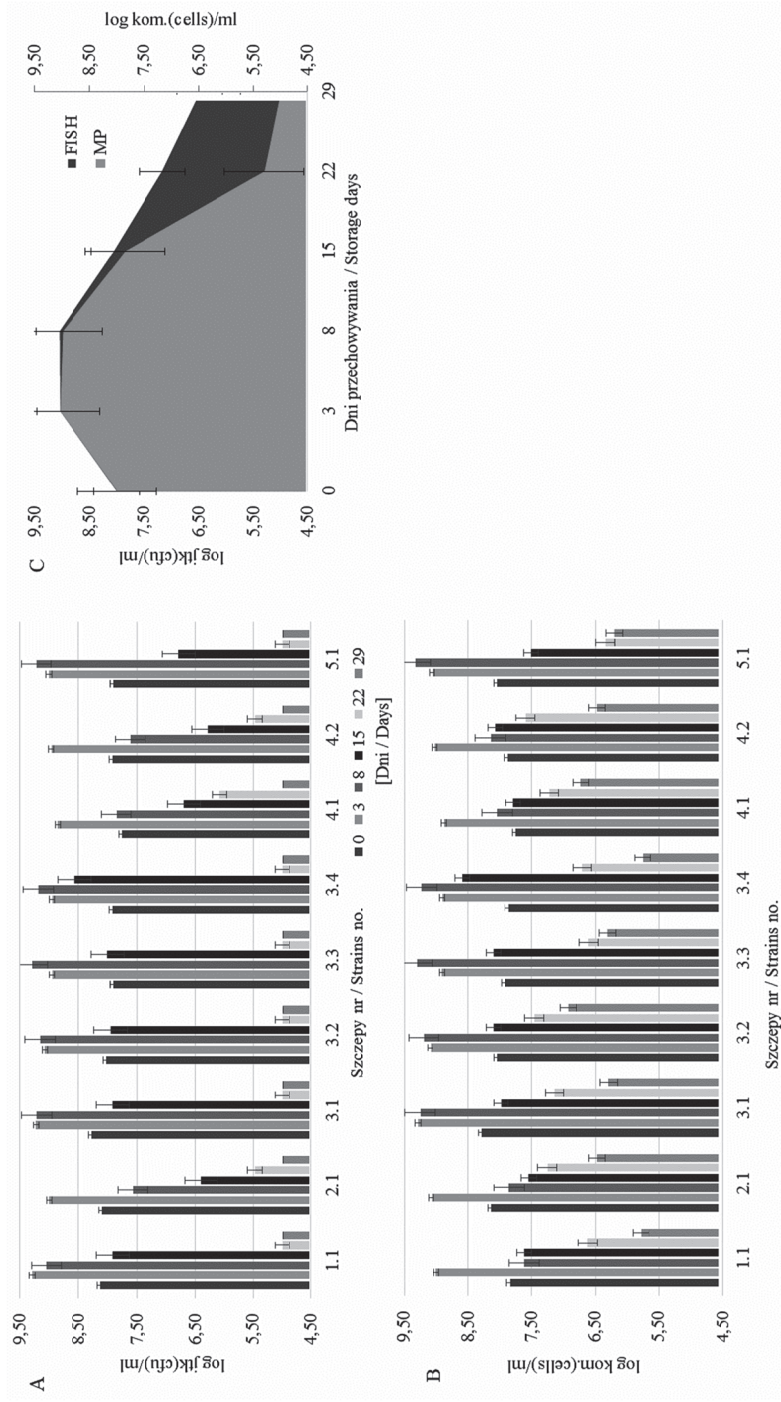 A
log jtk(cfu)/ml
9,50
8,50
7,50
6,50
5,50
4,50
1.1 2.1 3.1 3.2 3.3 3.4 4.1 4.2 5.1
Szczepy nr / Strains no.
0 3 8 15 22 29
[Dni / Days]
B
log kom.(cells)/ml
9,50
8,50
7,50
6,50
5,50
4,50
1.1 2.1 3.1 3.2 3.3 3.4 4.1 4.2 5.1
Szczepy nr / Strains no.
C
log jtk(cfu)/ml
9,50
8,50
7,50
6,50
5,50
4,50
FISH
MP
0 3 8 15 22 29
Dni przechowywania / Storage days
log kom.(cells)/ml
9,50
8,50
7,50
6,50
5,50
4,50